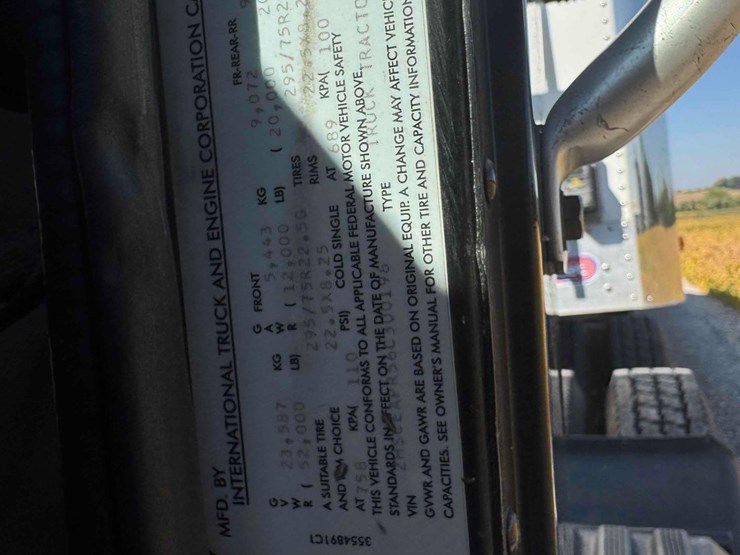 MFD. BY
INTERNATIONAL TRUCK AND ENGINE CORPORATION
FR-REAR-RR
G V W R 23,587 KG G A W R FRONT 5,443 KG 9,072
( 52,000 LB) ( 12,000 LB) ( 20,000
A SUITABLE TIRE 295/75R22.5G TIRES 295/75R2
AND RIM CHOICE 22.5X8.25 RIMS
AT 758 KPA( 110 PSI) COLD SINGLE AT 689 KPA( 100
THIS VEHICLE CONFORMS TO ALL APPLICABLE FEDERAL MOTOR VEHICLE SAFETY
STANDARDS IN EFFECT ON THE DATE OF MANUFACTURE SHOWN ABOVE.
VIN TYPE TRUCK-TRACTO
GVWR AND GAWR ARE BASED ON ORIGINAL EQUIP. A CHANGE MAY AFFECT
CAPACITIES. SEE OWNER'S MANUAL FOR OTHER TIRE AND CAPACITY INFORMATION
3554891C1